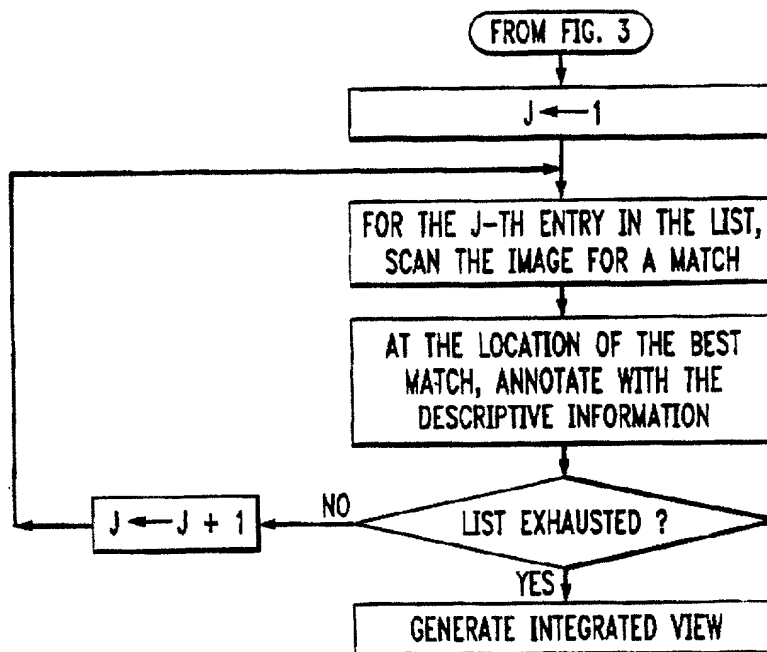 FROM FIG. 3
J ← 1
FOR THE J-TH ENTRY IN THE LIST,
SCAN THE IMAGE FOR A MATCH
AT THE LOCATION OF THE BEST
MATCH, ANNOTATE WITH THE
DESCRIPTIVE INFORMATION
NO
J ← J + 1
LIST EXHAUSTED ?
YES
GENERATE INTEGRATED VIEW